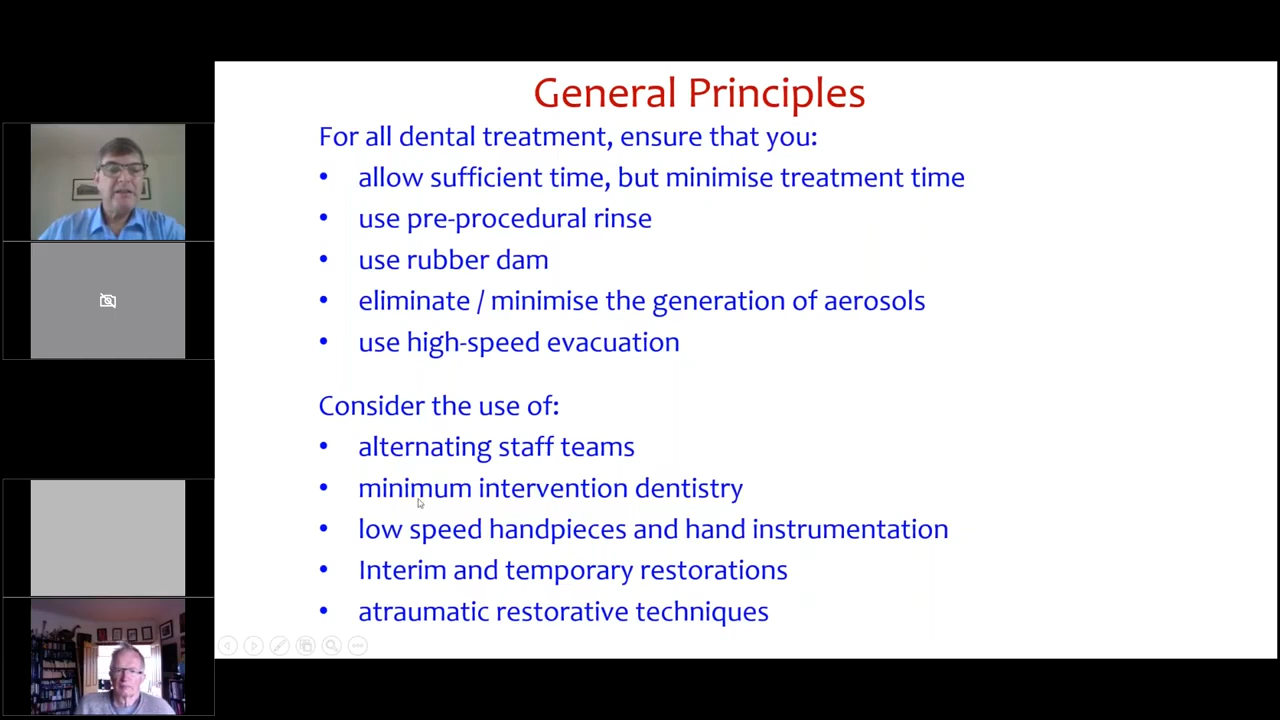 General Principles
For all dental treatment, ensure that you:
• allow sufficient time, but minimise treatment time
• use pre-procedural rinse
• use rubber dam
• eliminate / minimise the generation of aerosols
• use high-speed evacuation
Consider the use of:
• alternating staff teams
• minimum intervention dentistry
• low speed handpieces and hand instrumentation
• Interim and temporary restorations
• atraumatic restorative techniques